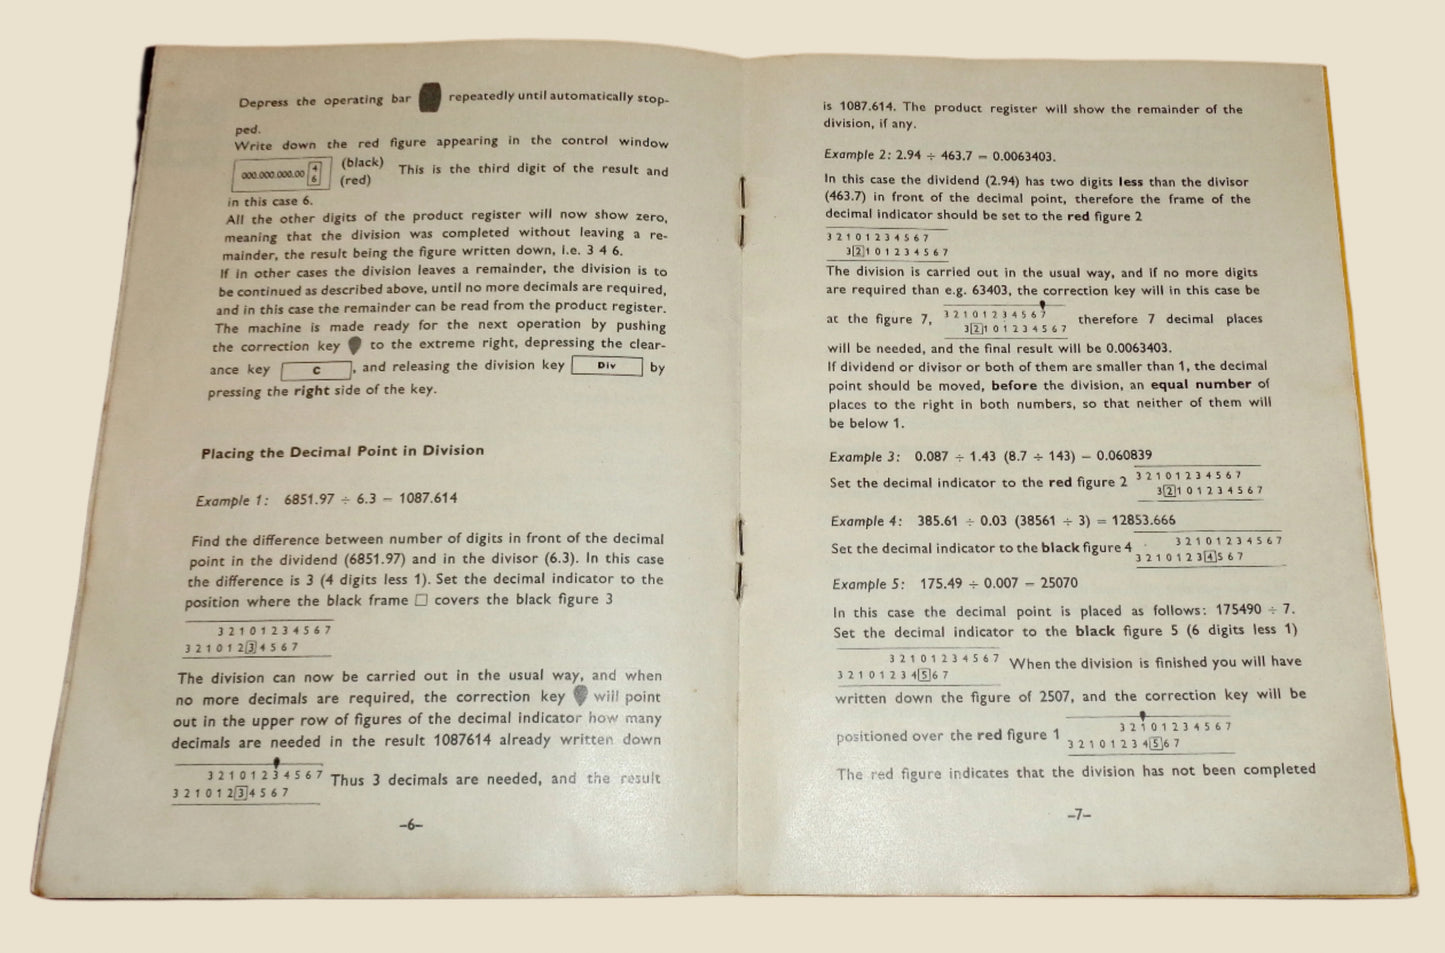 Depress the operating bar repeatedly until automatically stop-
ped.
Write down the red figure appearing in the control window
000.000.000.00 4 6 (black) (red) This is the third digit of the result and
in this case 6.
All the other digits of the product register will now show zero,
meaning that the division was completed without leaving a re-
mainder, the result being the figure written down, i.e. 3 4 6.
If in other cases the division leaves a remainder, the division is to
be continued as described above, until no more decimals are required,
and in this case the remainder can be read from the product register.
The machine is made ready for the next operation by pushing
the correction key to the extreme right, depressing the clear-
ance key C , and releasing the division key Div by
pressing the right side of the key.
Placing the Decimal Point in Division
Example 1: 6851.97 ÷ 6.3 = 1087.614
Find the difference between number of digits in front of the decimal
point in the dividend (6851.97) and in the divisor (6.3). In this case
the difference is 3 (4 digits less 1). Set the decimal indicator to the
position where the black frame □ covers the black figure 3
3 2 1 0 1 2 3 4 5 6 7
3 2 1 0 1 2 3 4 5 6 7
The division can now be carried out in the usual way, and when
no more decimals are required, the correction key will point
out in the upper row of figures of the decimal indicator how many
decimals are needed in the result 1087614 already written down
3 2 1 0 1 2 3 4 5 6 7
3 2 1 0 1 2 3 4 5 6 7
Thus 3 decimals are needed, and the result
–6–
is 1087.614. The product register will show the remainder of the
division, if any.
Example 2: 2.94 ÷ 463.7 = 0.0063403.
In this case the dividend (2.94) has two digits less than the divisor
(463.7) in front of the decimal point, therefore the frame of the
decimal indicator should be set to the red figure 2
3 2 1 0 1 2 3 4 5 6 7
3 2 1 0 1 2 3 4 5 6 7
The division is carried out in the usual way, and if no more digits
are required than e.g. 63403, the correction key will in this case be
at the figure 7, 3 2 1 0 1 2 3 4 5 6 7 therefore 7 decimal places
3 2 1 0 1 2 3 4 5 6 7
will be needed, and the final result will be 0.0063403.
If dividend or divisor or both of them are smaller than 1, the decimal
point should be moved, before the division, an equal number of
places to the right in both numbers, so that neither of them will
be below 1.
Example 3: 0.087 ÷ 1.43 (8.7 ÷ 143) = 0.060839
Set the decimal indicator to the red figure 2 3 2 1 0 1 2 3 4 5 6 7
3 2 1 0 1 2 3 4 5 6 7
Example 4: 385.61 ÷ 0.03 (38561 ÷ 3) = 12853.666
Set the decimal indicator to the black figure 4 3 2 1 0 1 2 3 4 5 6 7
3 2 1 0 1 2 3 4 5 6 7
Example 5: 175.49 ÷ 0.007 = 25070
In this case the decimal point is placed as follows: 175490 ÷ 7.
Set the decimal indicator to the black figure 5 (6 digits less 1)
3 2 1 0 1 2 3 4 5 6 7 When the division is finished you will have
3 2 1 0 1 2 3 4 5 6 7
written down the figure of 2507, and the correction key will be
positioned over the red figure 1 3 2 1 0 1 2 3 4 5 6 7
3 2 1 0 1 2 3 4 5 6 7
The red figure indicates that the division has not been completed
–7–